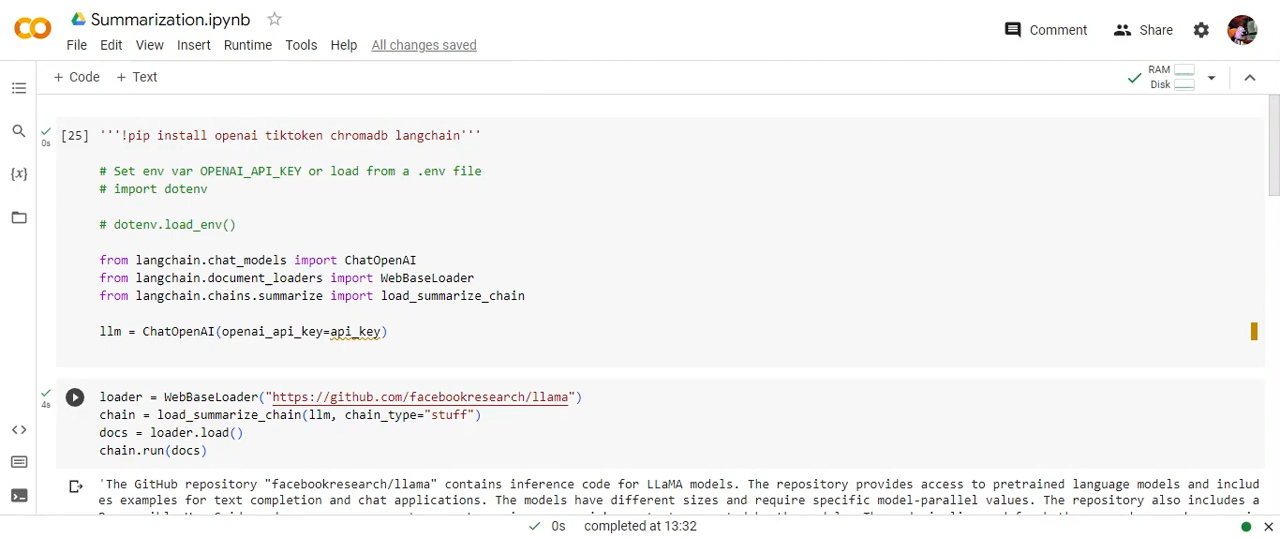 Summarization.ipynb
Comment
Share
File Edit View Insert Runtime Tools Help All changes saved
+ Code + Text
RAM
Disk
[25] '''!pip install openai tiktoken chromadb langchain'''
0s
# Set env var OPENAI_API_KEY or load from a .env file
# import dotenv
# dotenv.load_env()
from langchain.chat_models import ChatOpenAI
from langchain.document_loaders import WebBaseLoader
from langchain.chains.summarize import load_summarize_chain
llm = ChatOpenAI(openai_api_key=api_key)
{x}
loader = WebBaseLoader("https://github.com/facebookresearch/llama")
4s
chain = load_summarize_chain(llm, chain_type="stuff")
docs = loader.load()
chain.run(docs)
'The GitHub repository "facebookresearch/llama" contains inference code for LLaMA models. The repository provides access to pretrained language models and includ
es examples for text completion and chat applications. The models have different sizes and require specific model-parallel values. The repository also includes a
0s completed at 13:32